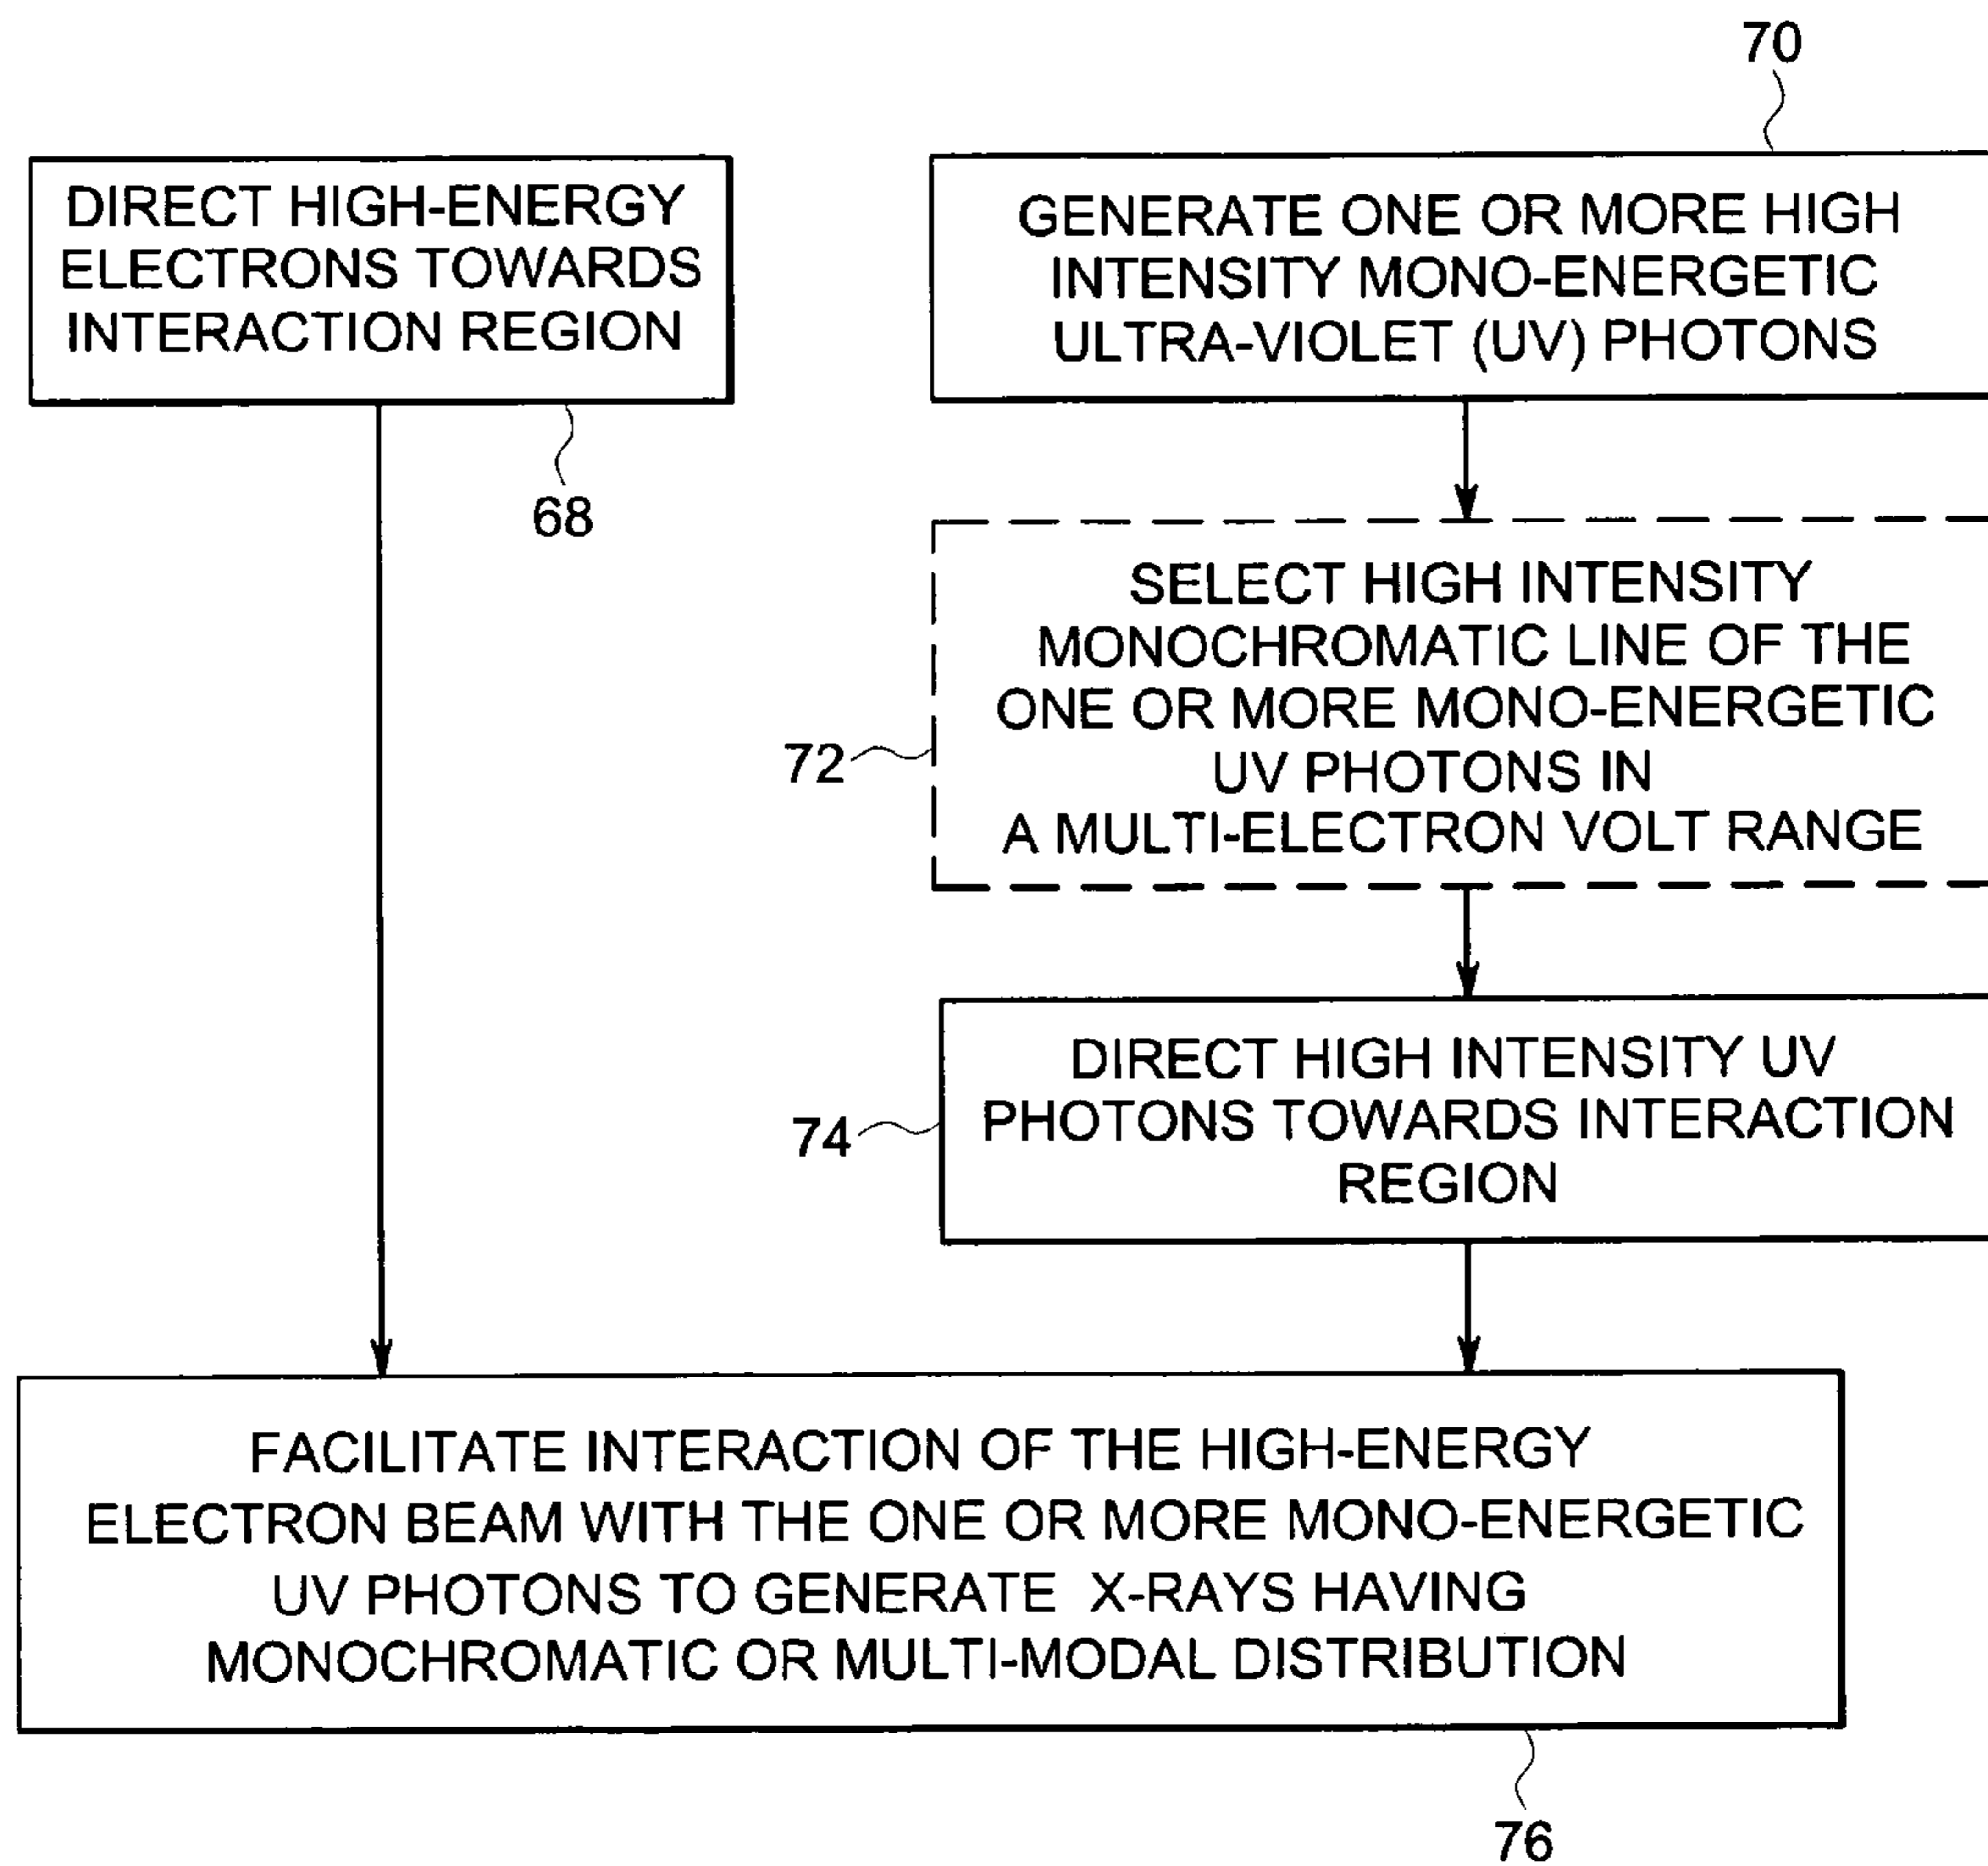 70
DIRECT HIGH-ENERGY
ELECTRONS TOWARDS
INTERACTION REGION
68
GENERATE ONE OR MORE HIGH
INTENSITY MONO-ENERGETIC
ULTRA-VIOLET (UV) PHOTONS
SELECT HIGH INTENSITY
MONOCHROMATIC LINE OF THE
ONE OR MORE MONO-ENERGETIC
UV PHOTONS IN
A MULTI-ELECTRON VOLT RANGE
72
DIRECT HIGH INTENSITY UV
PHOTONS TOWARDS INTERACTION
REGION
74
FACILITATE INTERACTION OF THE HIGH-ENERGY
ELECTRON BEAM WITH THE ONE OR MORE MONO-ENERGETIC
UV PHOTONS TO GENERATE X-RAYS HAVING
MONOCHROMATIC OR MULTI-MODAL DISTRIBUTION
76